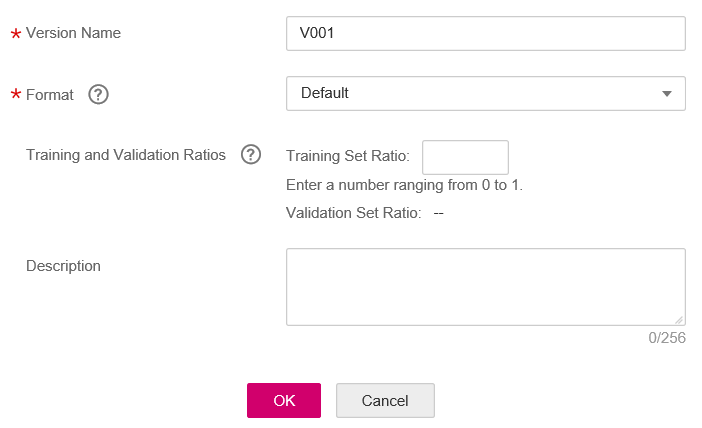 * Version Name V001
* Format ? Default
Training and Validation Ratios ? Training Set Ratio:
Enter a number ranging from 0 to 1.
Validation Set Ratio: --
Description
0/256
OK Cancel